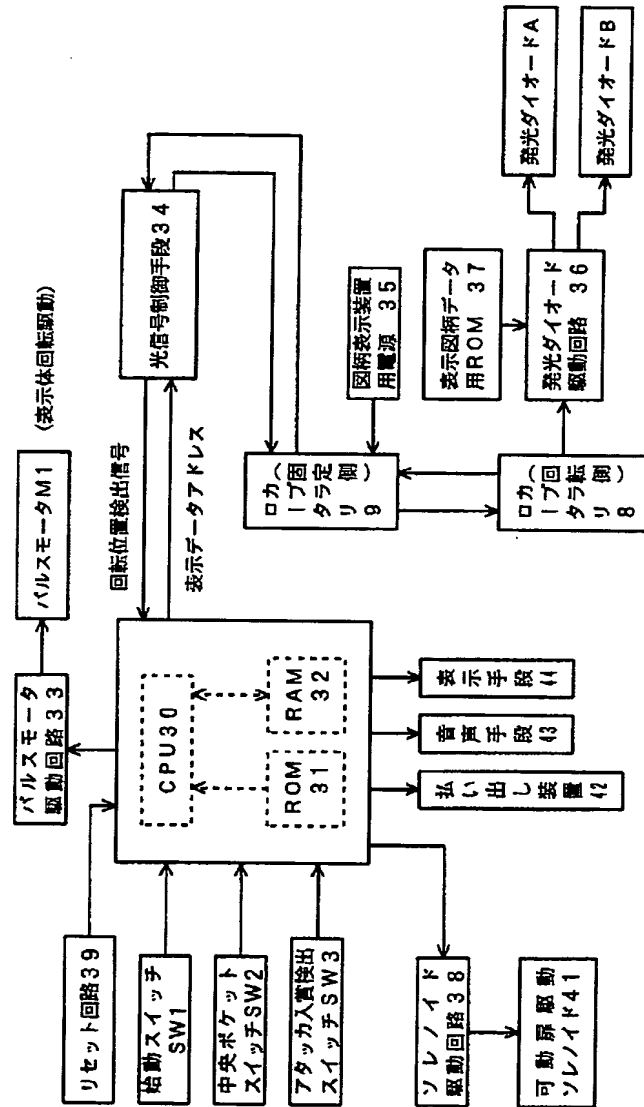 リセット回路39
始動スイッチ
SW1
中央ポケット
スイッチSW2
アタッカ入賞検出
スイッチSW3
パルスモータ
駆動回路33
パルスモータM1
(表示体回転駆動)
CPU30
ROM
31
RAM
32
回転位置検出信号
表示データアドレス
光信号制御手段34
図柄表示装置
用電源 35
ロータリ
カプラ
(固定側)
9
ロータリ
カプラ
(回転側)
8
表示図柄データ
用ROM 37
発光ダイオード
駆動回路 36
発光ダイオードA
発光ダイオードB
ソレノイド
駆動回路38
可動扉駆動
ソレノイド41
払い出し装置
42
音声手段
43
表示手段
44